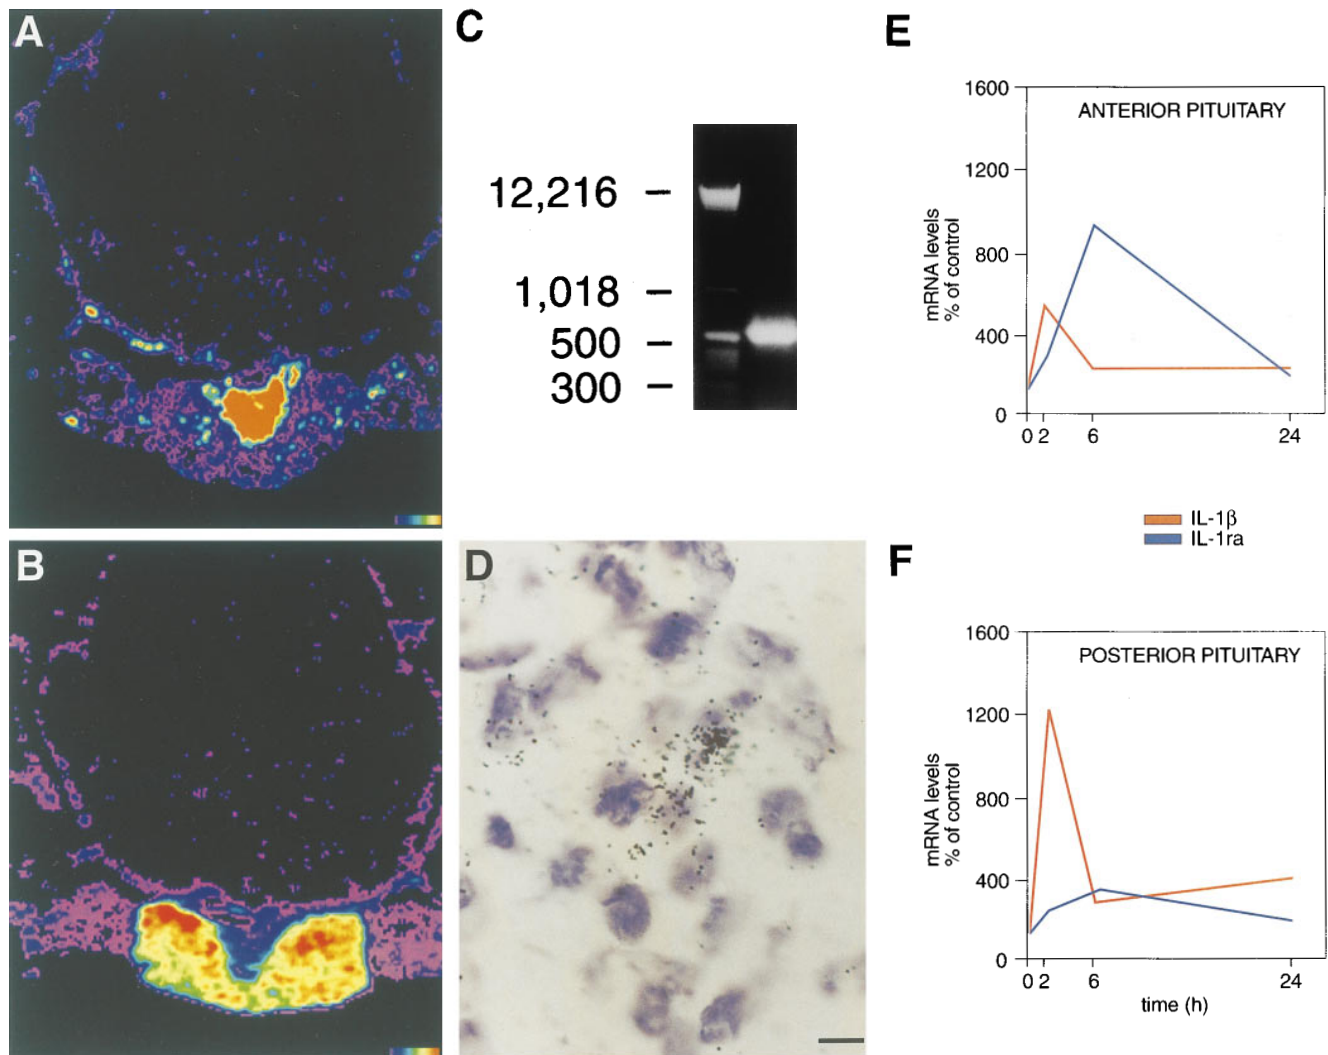 A
C
12,216
1,018
500
300
E
ANTERIOR PITUITARY
mRNA levels
% of control
1600
1200
800
400
0
0 2 6 24
IL-1β
IL-1ra
B
D
F
POSTERIOR PITUITARY
mRNA levels
% of control
1600
1200
800
400
0
0 2 6 24
time (h)